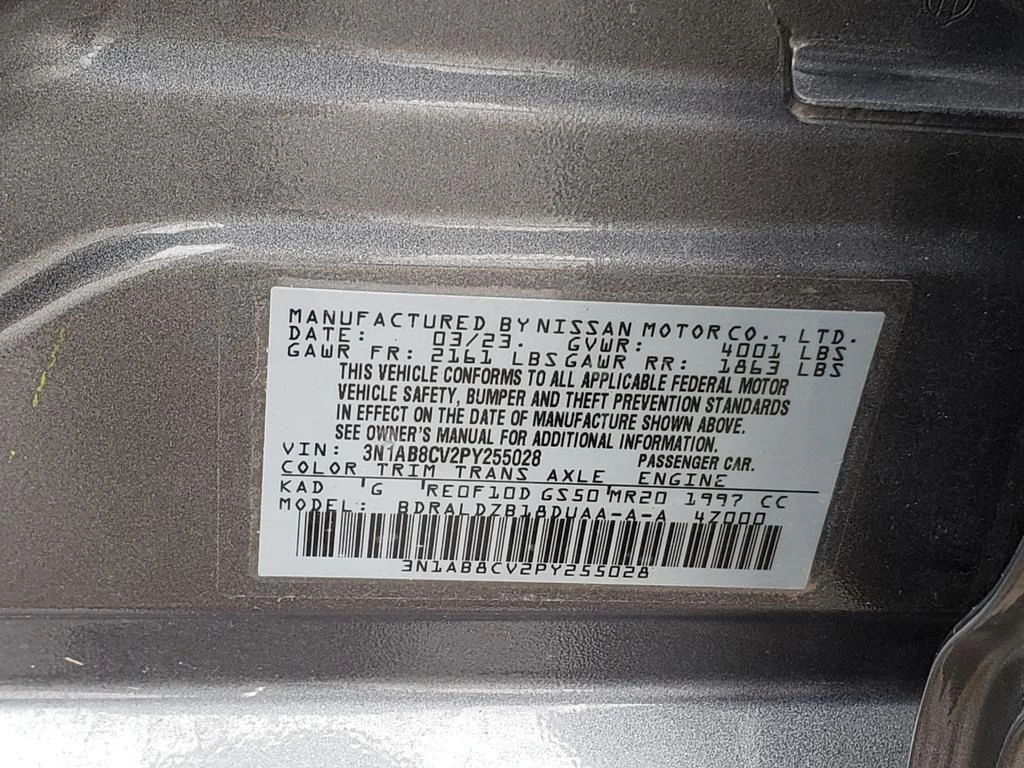 MANUFACTURED BY NISSAN MOTOR CO., LTD.
DATE: 03/23. GVWR: 4001 LBS
GAWR FR: 2161 LBS GAWR RR: 1863 LBS
THIS VEHICLE CONFORMS TO ALL APPLICABLE FEDERAL MOTOR
VEHICLE SAFETY, BUMPER AND THEFT PREVENTION STANDARDS
IN EFFECT ON THE DATE OF MANUFACTURE SHOWN ABOVE.
SEE OWNER'S MANUAL FOR ADDITIONAL INFORMATION.
VIN: 3N1AB8CV2PY255028 PASSENGER CAR.
COLOR TRIM TRANS AXLE ENGINE
KAD 'G RE0F10D GS50 MR20 1997 CC
MODEL: BDRALDZB18DUAA-A-A 47000
3N1AB8CV2PY255028